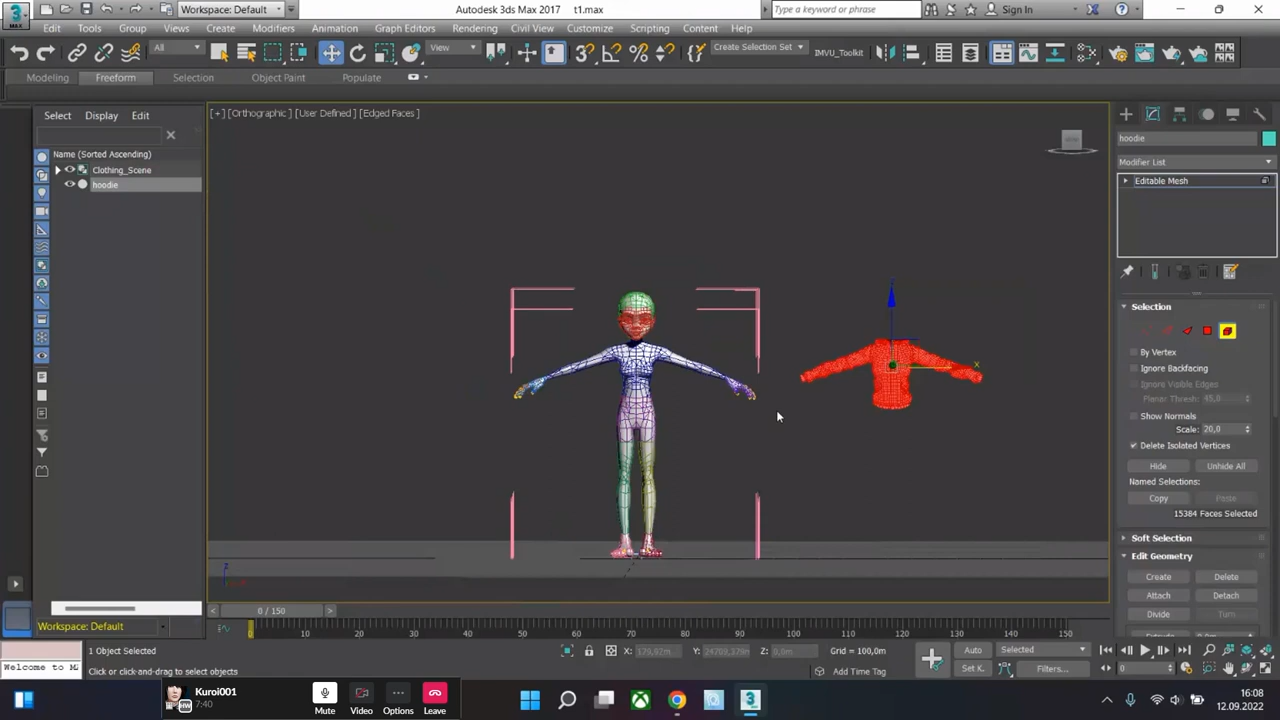 Workspace: Default
Autodesk 3ds Max 2017 t1.max
Type a keyword or phrase
Sign In
Edit Tools Group Views Create Modifiers Animation Graph Editors Rendering Civil View Customize Scripting Content Help
All
View
Create Selection Set
IMVU_Toolkit
Modeling Freeform Selection Object Paint Populate
Select Display Edit
[+] [Orthographic] [User Defined] [Edged Faces]
Name (Sorted Ascending)
Clothing_Scene
hoodie
hoodie
Modifier List
Editable Mesh
Selection
By Vertex
Ignore Backfacing
Ignore Visible Edges
Planar Thresh: 45,0
Show Normals
Scale: 20,0
Delete Isolated Vertices
Hide Unhide All
Named Selections:
Copy Paste
15384 Faces Selected
Soft Selection
Edit Geometry
Create Delete
Attach Detach
Divide Turn
x
z
0 / 150
Workspace: Default
0 10 20 30 40 50 60 70 80 90 100 110 120 130 140 150
1 Object Selected
X: Y: Z: 0,0m Grid = 100,0m
Auto Selected
Welcome to M
Click or click-and-drag to select objects
Add Time Tag
Set K. Filters...
0
Kuroi001
7:40
Mute Video Options Leave
16:08
12.09.2022